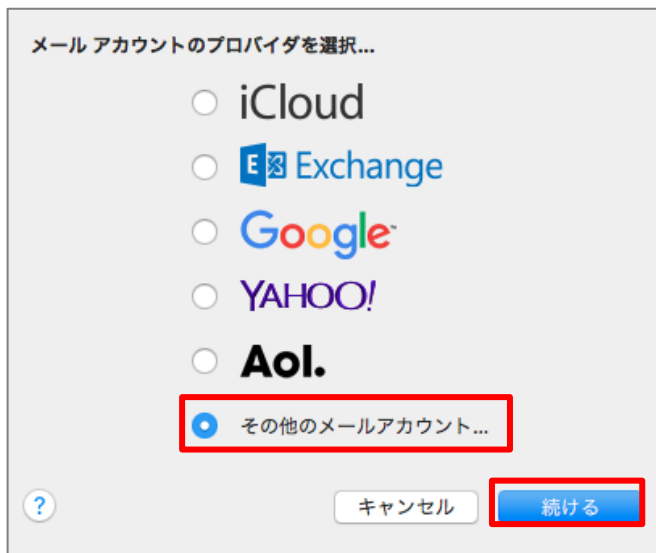 メール アカウントのプロバイダを選択...
iCloud
E Exchange
Google™
YAHOO!
Aol.
その他のメールアカウント...
? キャンセル 続ける